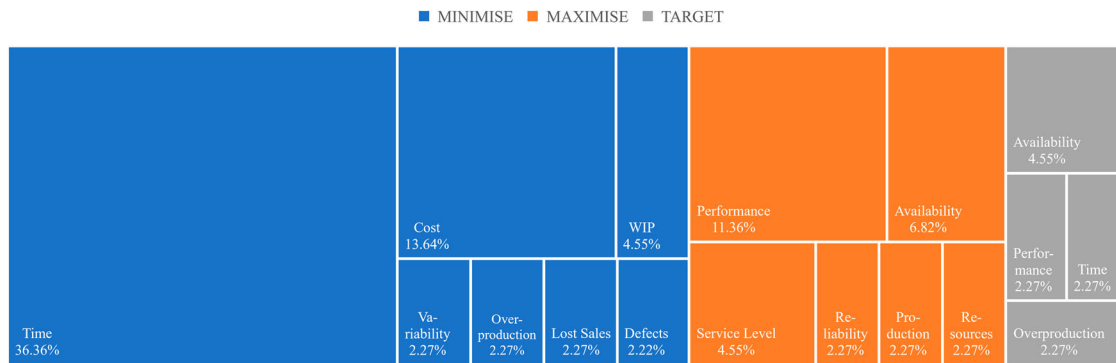 MINIMISE MAXIMISE TARGET
Time
36.36%
Cost
13.64%
WIP
4.55%
Va-
riability
2.27%
Over-
production
2.27%
Lost Sales
2.27%
Defects
2.22%
Performance
11.36%
Availability
6.82%
Service Level
4.55%
Re-
liability
2.27%
Pro-
duction
2.27%
Re-
sources
2.27%
Availability
4.55%
Perfor-
mance
2.27%
Time
2.27%
Overproduction
2.27%